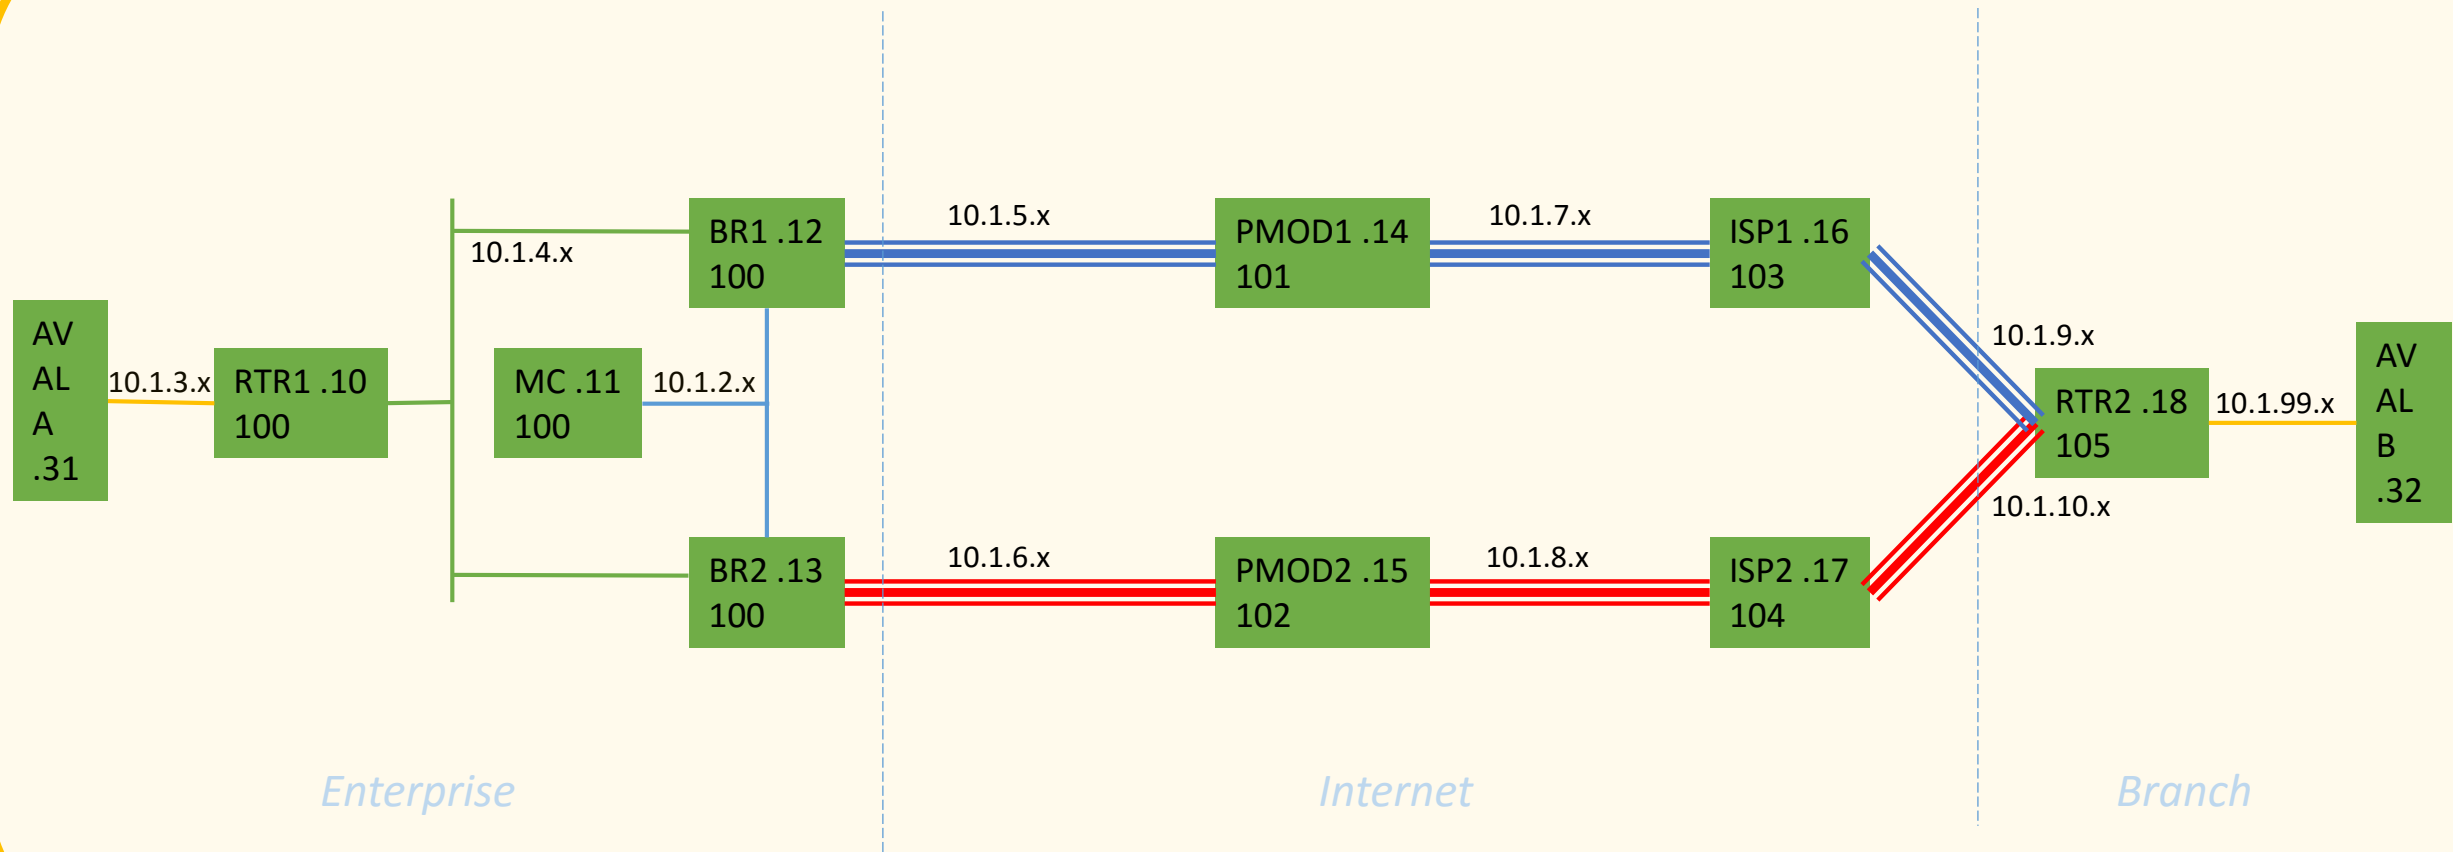 AV
AL
A
.31
10.1.3.x
RTR1 .10
100
10.1.4.x
MC .11
100
10.1.2.x
BR1 .12
100
BR2 .13
100
10.1.5.x
10.1.6.x
PMOD1 .14
101
PMOD2 .15
102
10.1.7.x
10.1.8.x
ISP1 .16
103
ISP2 .17
104
10.1.9.x
10.1.10.x
RTR2 .18
105
10.1.99.x
AV
AL
B
.32
Enterprise
Internet
Branch